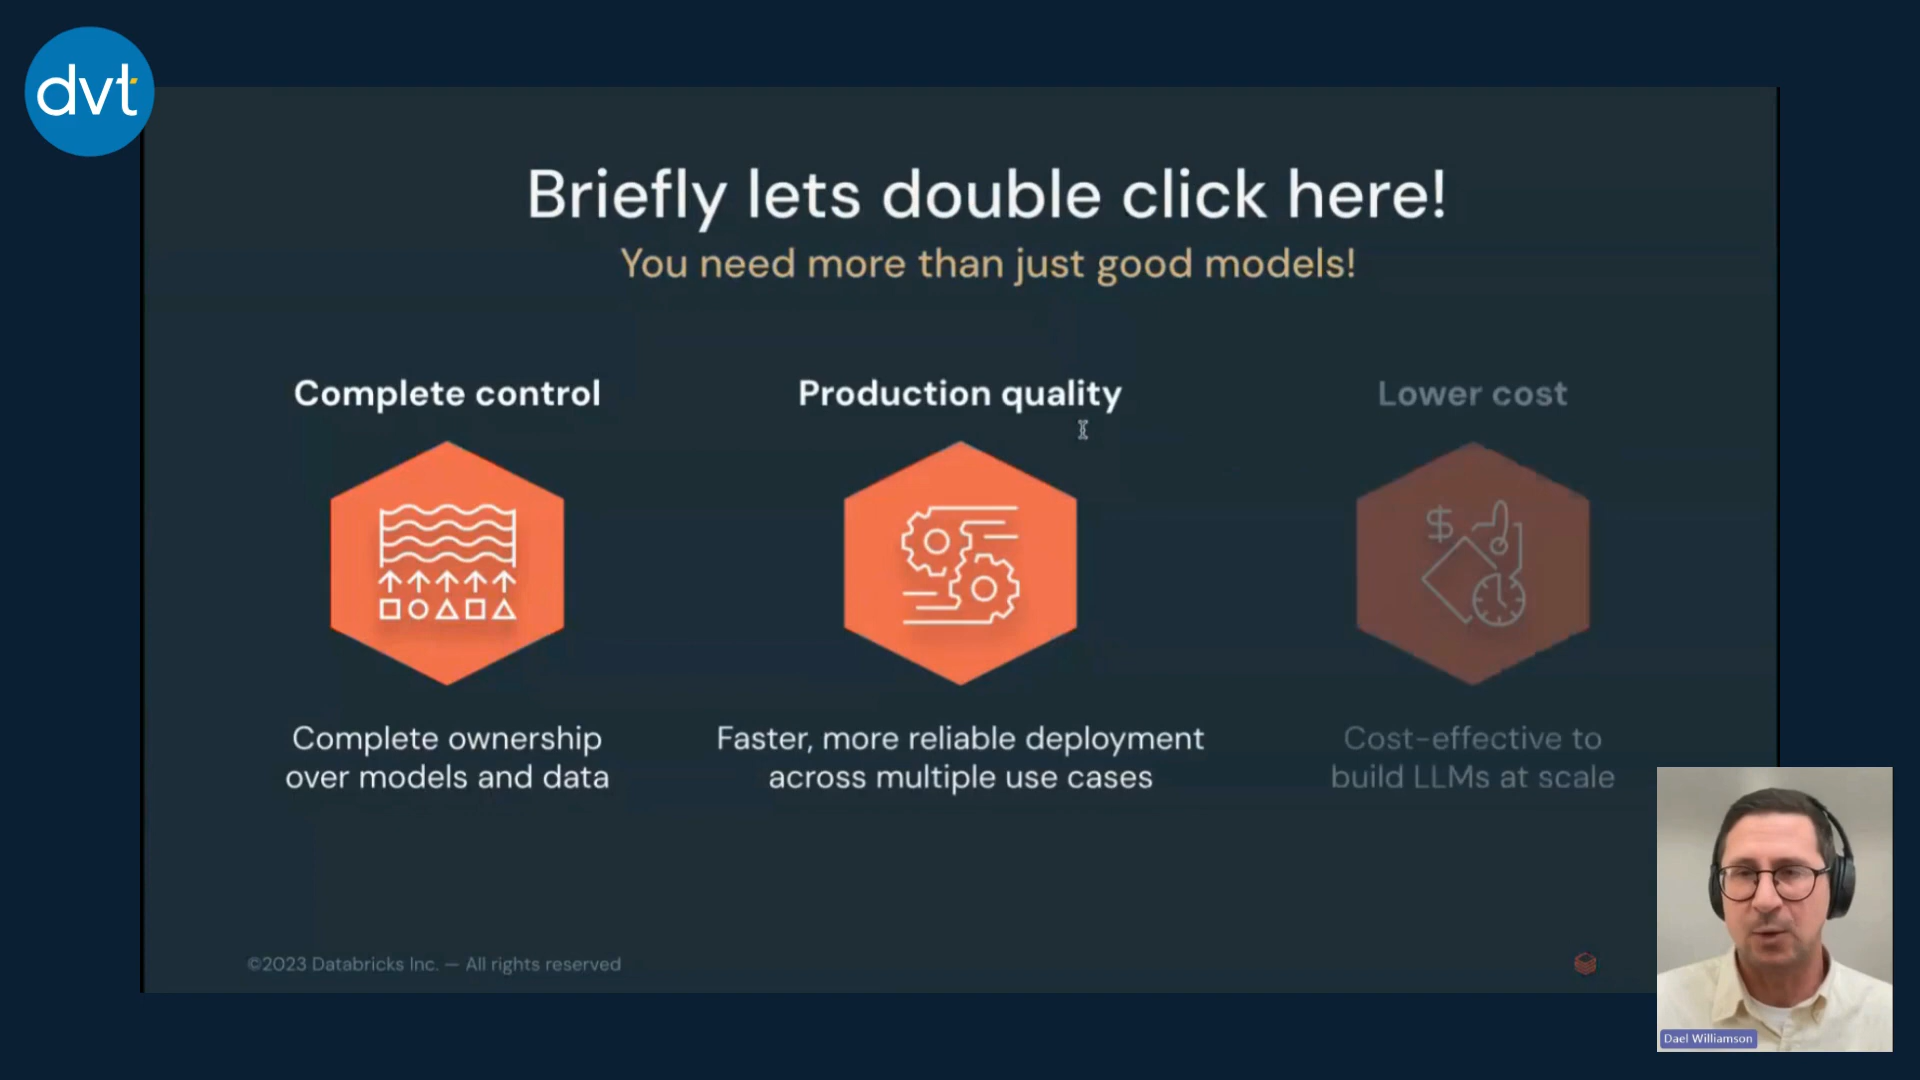 dvt
Briefly lets double click here!
You need more than just good models!
Complete control
Production quality
Lower cost
$
Complete ownership
over models and data
Faster, more reliable deployment
across multiple use cases
Cost-effective to
build LLMs at scale
©2023 Databricks Inc. — All rights reserved
Dael Williamson